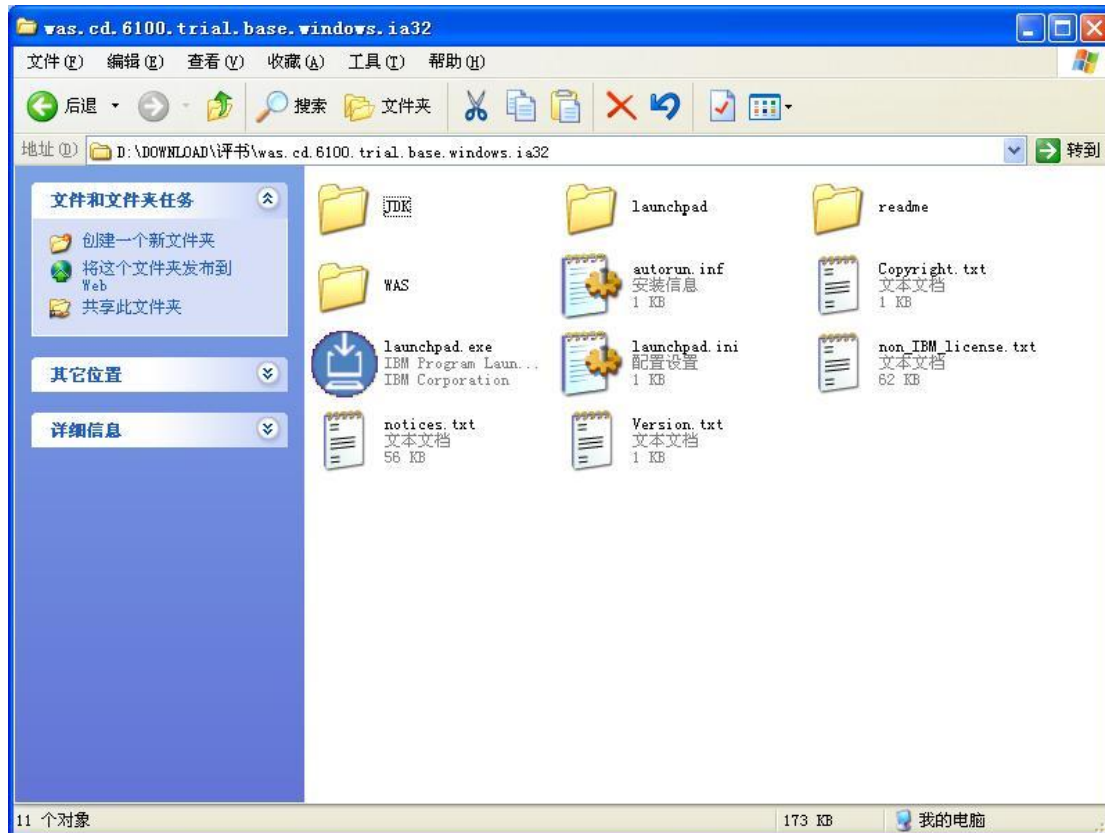 was.cd.6100.trial.base.windows.ia32
文件(F) 编辑(E) 查看(V) 收藏(A) 工具(T) 帮助(H)
后退 搜索 文件夹
地址(D) D:\DOWNLOAD\评书\was.cd.6100.trial.base.windows.ia32 转到
文件和文件夹任务
创建一个新文件夹
将这个文件夹发布到
Web
共享此文件夹
其它位置
详细信息
JDK
launchpad
readme
WAS
autorun.inf
安装信息
1 KB
Copyright.txt
文本文档
1 KB
launchpad.exe
IBM Program Laun...
IBM Corporation
launchpad.ini
配置设置
1 KB
non_IBM_license.txt
文本文档
62 KB
notices.txt
文本文档
56 KB
Version.txt
文本文档
1 KB
11 个对象 173 KB 我的电脑